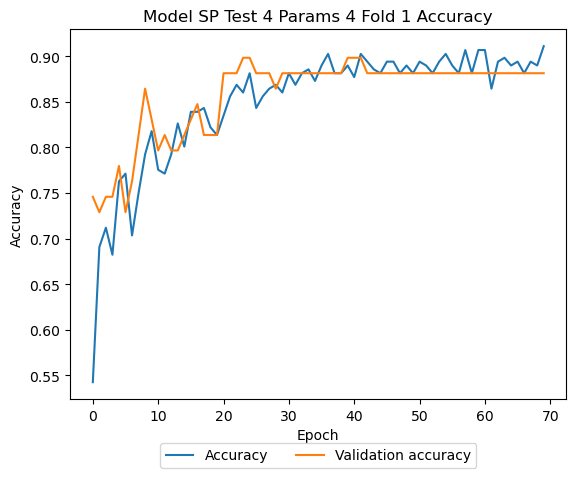 Model SP Test 4 Params 4 Fold 1 Accuracy
0.90
0.85
0.80
0.75
0.70
0.65
0.60
0.55
Accuracy
0 10 20 30 40 50 60 70
Epoch
Accuracy Validation accuracy